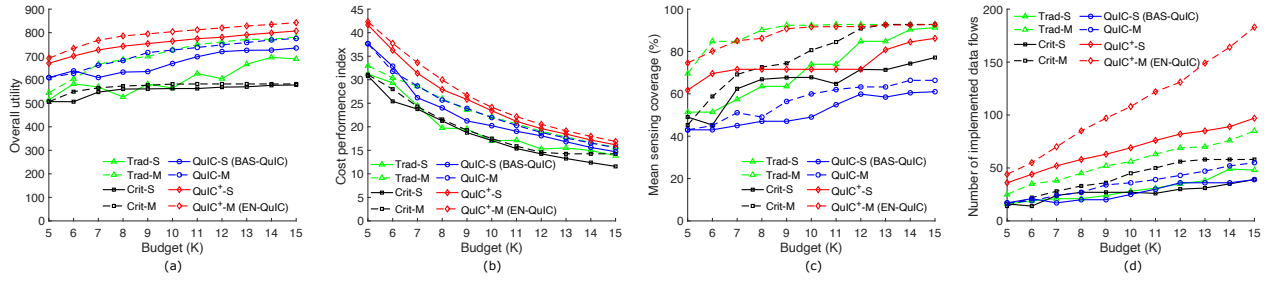 900
800
700
600
500
400
300
200
100
0
Overall utility
Trad-S
Trad-M
Crit-S
Crit-M
QuIC-S (BAS-QuIC)
QuIC-M
QuIC⁺-S
QuIC⁺-M (EN-QuIC)
5 6 7 8 9 10 11 12 13 14 15
Budget (K)
(a)
45
40
35
30
25
20
15
10
5
0
Cost performance index
Trad-S
Trad-M
Crit-S
Crit-M
QuIC-S (BAS-QuIC)
QuIC-M
QuIC⁺-S
QuIC⁺-M (EN-QuIC)
5 6 7 8 9 10 11 12 13 14 15
Budget (K)
(b)
100
80
60
40
20
0
Mean sensing coverage (%)
Trad-S
Trad-M
Crit-S
Crit-M
QuIC-S (BAS-QuIC)
QuIC-M
QuIC⁺-S
QuIC⁺-M (EN-QuIC)
5 6 7 8 9 10 11 12 13 14 15
Budget (K)
(c)
200
150
100
50
0
Number of implemented data flows
Trad-S
Trad-M
Crit-S
Crit-M
QuIC-S (BAS-QuIC)
QuIC-M
QuIC⁺-S
QuIC⁺-M (EN-QuIC)
5 6 7 8 9 10 11 12 13 14 15
Budget (K)
(d)